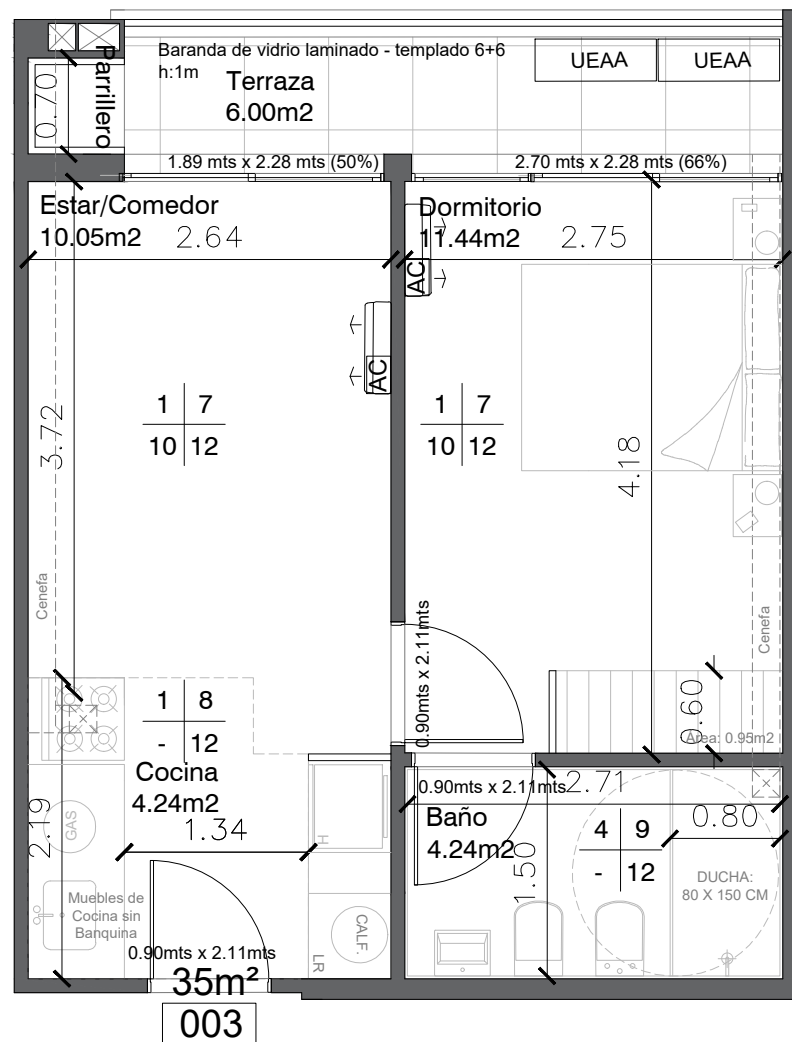 Baranda de vidrio laminado - templado 6+6
h:1m
Parrillero
0.70
Terraza
6.00m2
UEAA
UEAA
1.89 mts x 2.28 mts (50%)
2.70 mts x 2.28 mts (66%)
Estar/Comedor
10.05m2
2.64
Dormitorio
11.44m2
2.75
AC
AC
1 7
10 12
1 7
10 12
3.72
4.18
Cenefa
Cenefa
0.90mts x 2.11mts
0.60
Área: 0.95m2
1 8
- 12
Cocina
4.24m2
2.19
1.34
GAS
H
Muebles de
Cocina sin
Banquina
CALF.
LR
0.90mts x 2.11mts
0.90mts x 2.11mts
2.71
Baño
4.24m2
4 9
- 12
0.80
1.50
DUCHA:
80 X 150 CM
35m²
003